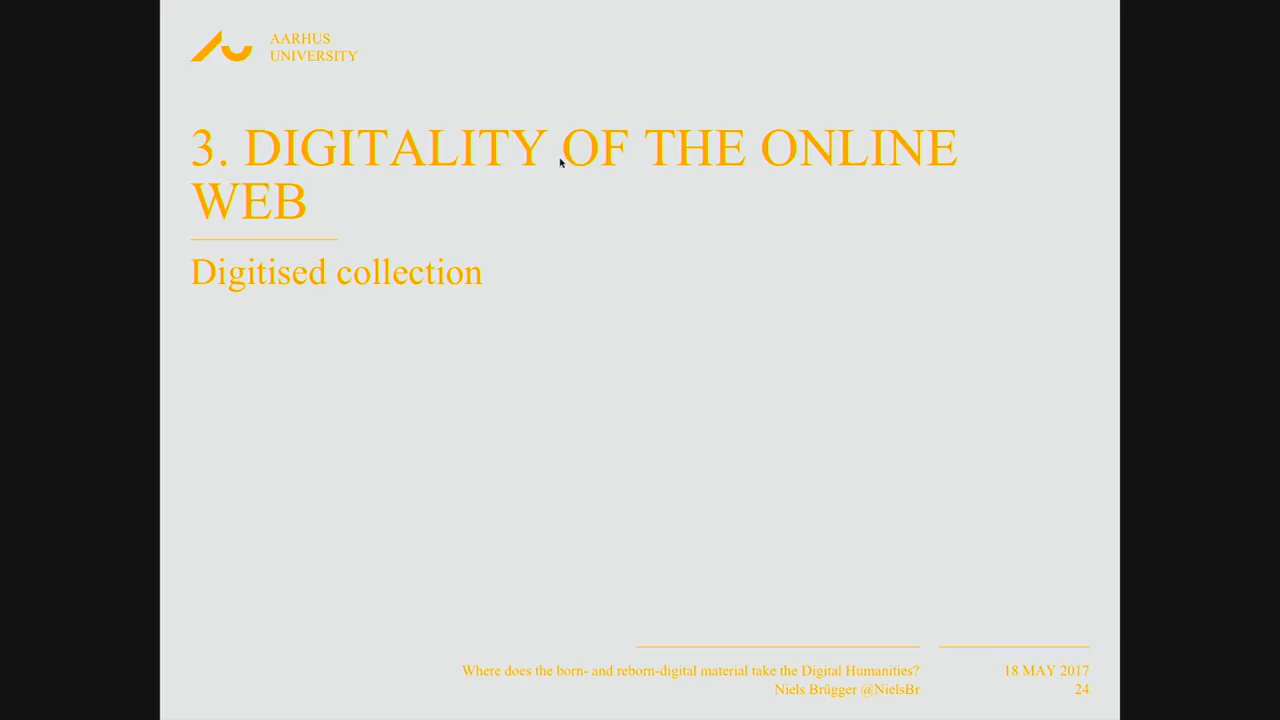 AARHUS
UNIVERSITY
3. DIGITALITY OF THE ONLINE
WEB
Digitised collection
Where does the born- and reborn-digital material take the Digital Humanities?
Niels Brügger @NielsBr
18 MAY 2017
24